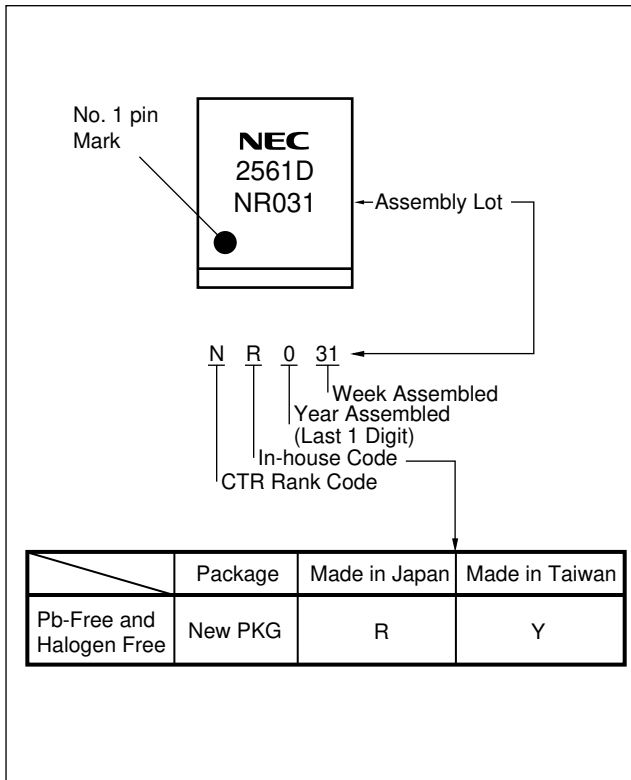 No. 1 pin
Mark
NEC
2561D
NR031
Assembly Lot
N R 0 31
Week Assembled
Year Assembled
(Last 1 Digit)
In-house Code
CTR Rank Code
Package Made in Japan Made in Taiwan
Pb-Free and
Halogen Free New PKG R Y